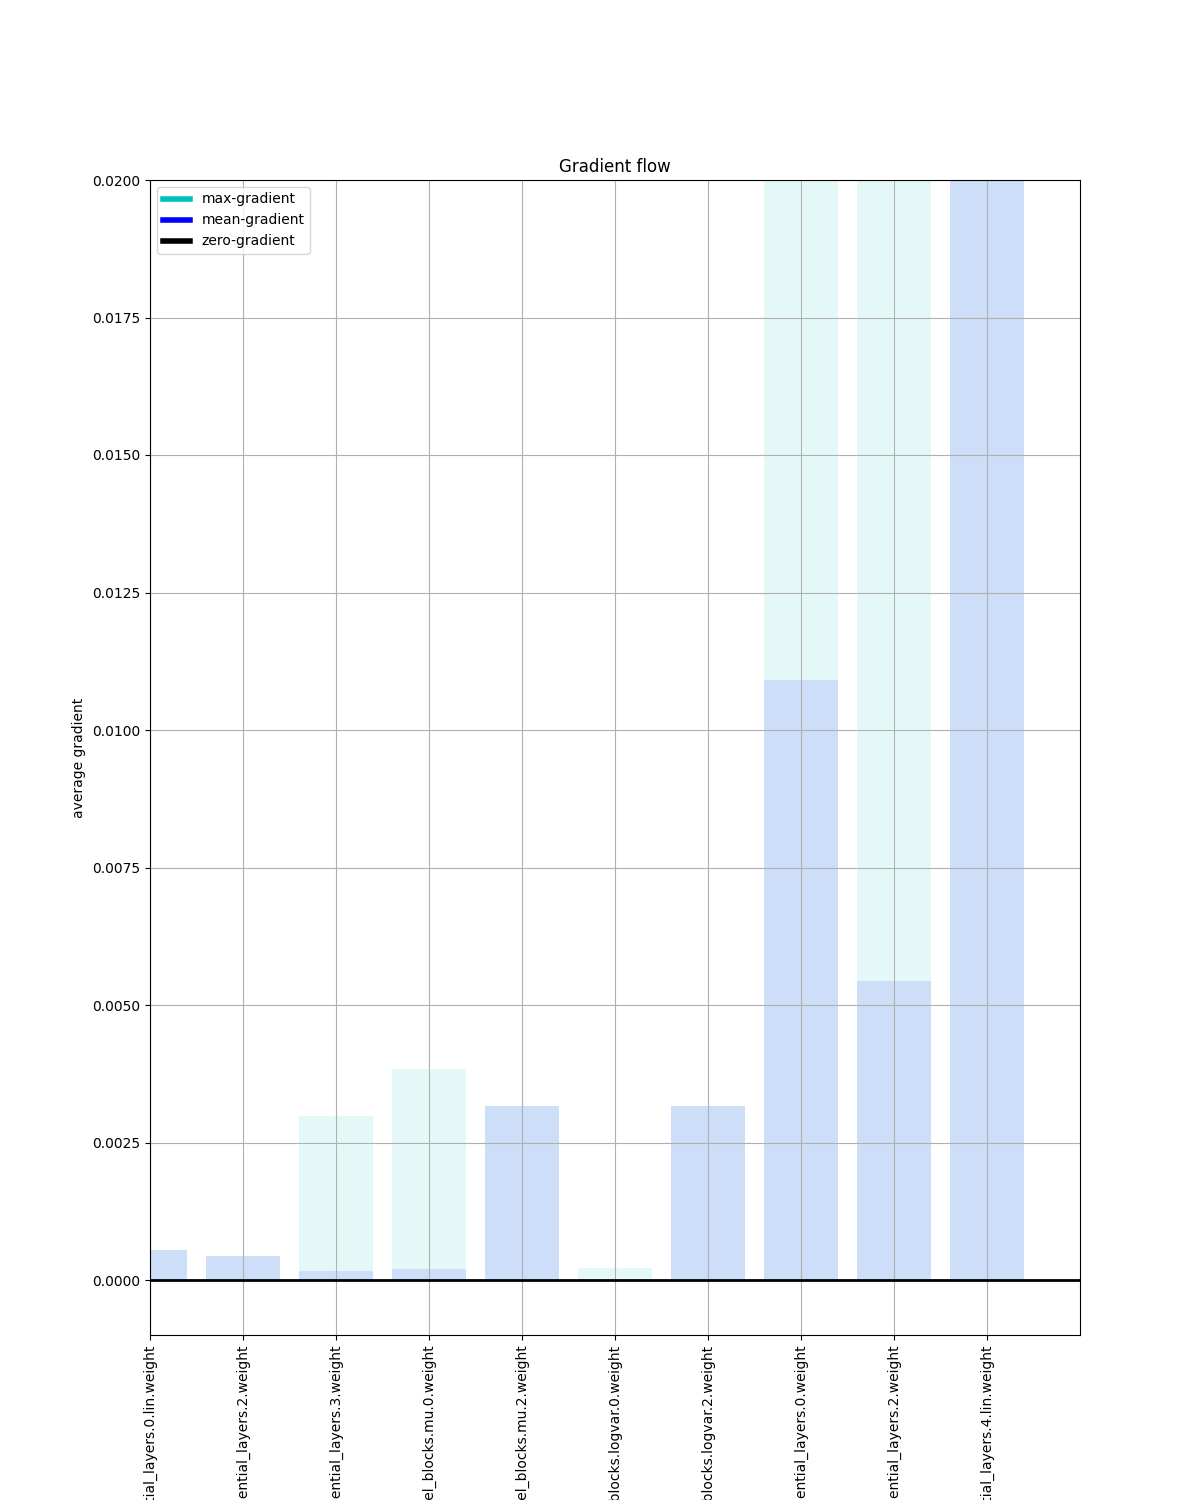 Gradient flow
max-gradient
mean-gradient
zero-gradient
0.0200
0.0175
0.0150
0.0125
0.0100
0.0075
0.0050
0.0025
0.0000
average gradient
tial_layers.0.lin.weight
ential_layers.2.weight
ential_layers.3.weight
el_blocks.mu.0.weight
el_blocks.mu.2.weight
blocks.logvar.0.weight
blocks.logvar.2.weight
ential_layers.0.weight
ential_layers.2.weight
tial_layers.4.lin.weight